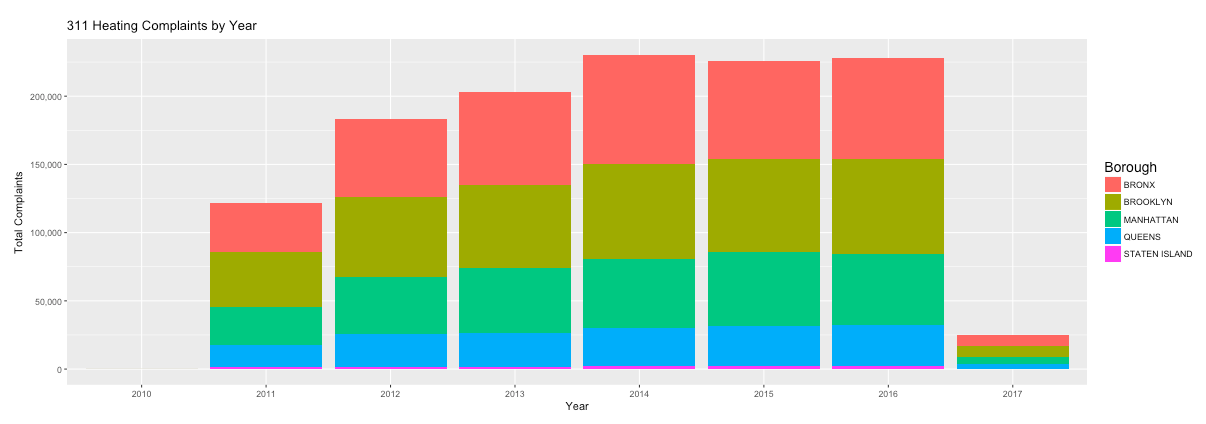 311 Heating Complaints by Year
Total Complaints
200,000
150,000
100,000
50,000
0
2010 2011 2012 2013 2014 2015 2016 2017
Year
Borough
BRONX
BROOKLYN
MANHATTAN
QUEENS
STATEN ISLAND